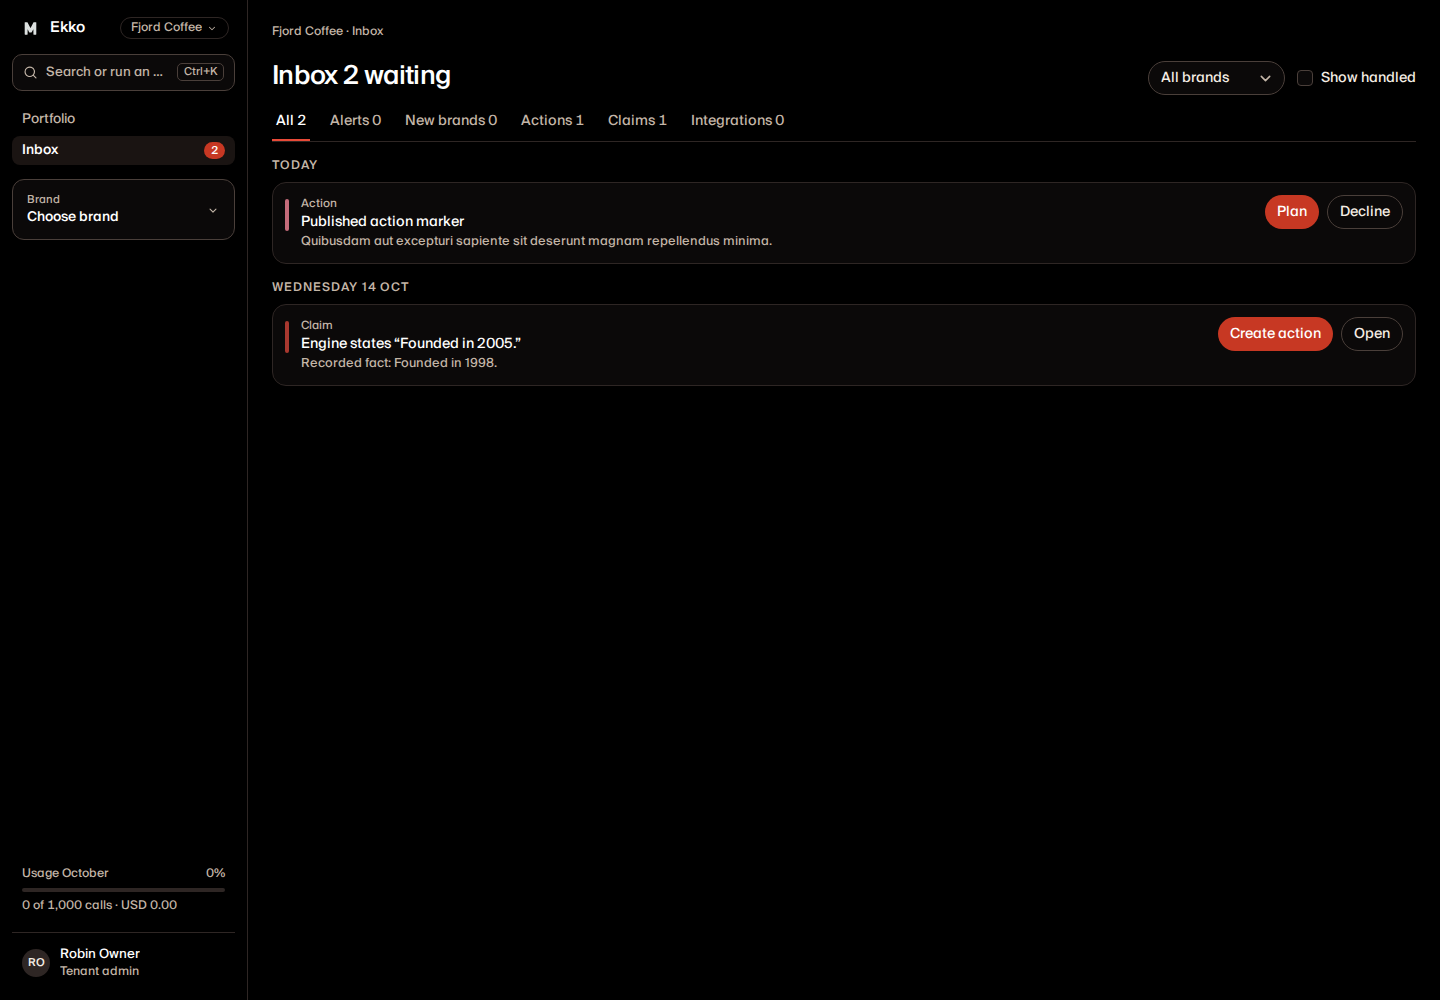 Ekko
Fjord Coffee
Search or run an ...
Ctrl+K
Portfolio
Inbox
2
Brand
Choose brand
Usage October
0%
0 of 1,000 calls · USD 0.00
RO
Robin Owner
Tenant admin
Fjord Coffee · Inbox
Inbox 2 waiting
All brands
Show handled
All 2
Alerts 0
New brands 0
Actions 1
Claims 1
Integrations 0
TODAY
Action
Published action marker
Quibusdam aut excepturi sapiente sit deserunt magnam repellendus minima.
Plan
Decline
WEDNESDAY 14 OCT
Claim
Engine states “Founded in 2005.”
Recorded fact: Founded in 1998.
Create action
Open